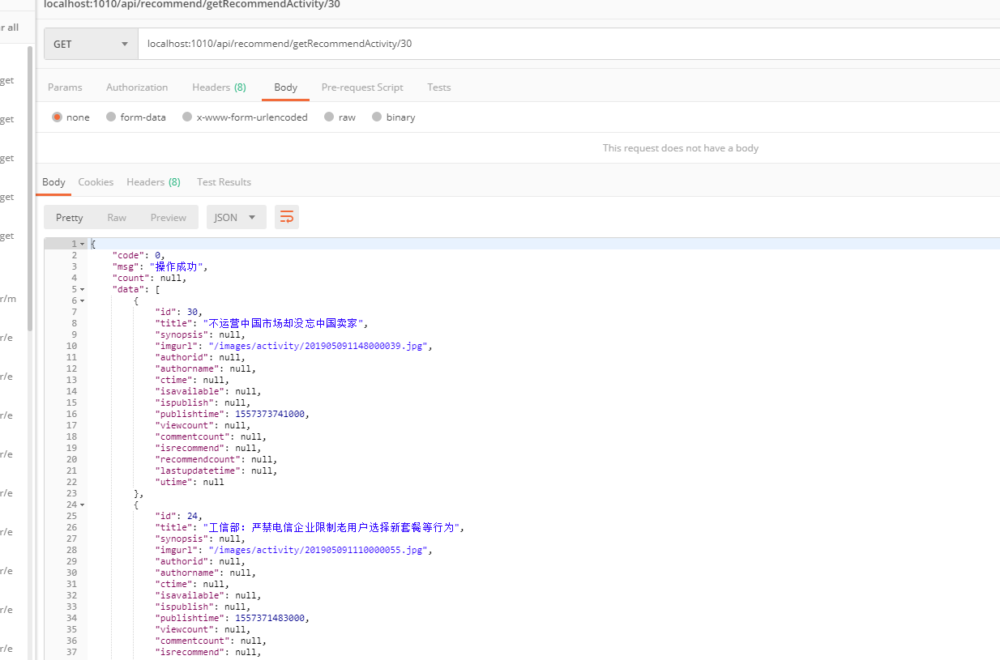 localhost:1010/api/recommend/getRecommendActivity/30
r all
GET
localhost:1010/api/recommend/getRecommendActivity/30
get
get
get
get
get
r/m
r/e
r/e
r/e
r/e
r/e
r/e
r/e
r/e
r/e
Params Authorization Headers (8) Body Pre-request Script Tests
none form-data x-www-form-urlencoded raw binary
This request does not have a body
Body Cookies Headers (8) Test Results
Pretty Raw Preview JSON
1 {
2 "code": 0,
3 "msg": "操作成功",
4 "count": null,
5 "data": [
6 {
7 "id": 30,
8 "title": "不运营中国市场却没忘中国卖家",
9 "synopsis": null,
10 "imgurl": "/images/activity/201905091148000039.jpg",
11 "authorid": null,
12 "authorname": null,
13 "ctime": null,
14 "isavailable": null,
15 "ispublish": null,
16 "publishtime": 1557373741000,
17 "viewcount": null,
18 "commentcount": null,
19 "isrecommend": null,
20 "recommendcount": null,
21 "lastupdatetime": null,
22 "utime": null
23 },
24 {
25 "id": 24,
26 "title": "工信部：严禁电信企业限制老用户选择新套餐等行为",
27 "synopsis": null,
28 "imgurl": "/images/activity/201905091110000055.jpg",
29 "authorid": null,
30 "authorname": null,
31 "ctime": null,
32 "isavailable": null,
33 "ispublish": null,
34 "publishtime": 1557371483000,
35 "viewcount": null,
36 "commentcount": null,
37 "isrecommend": null,